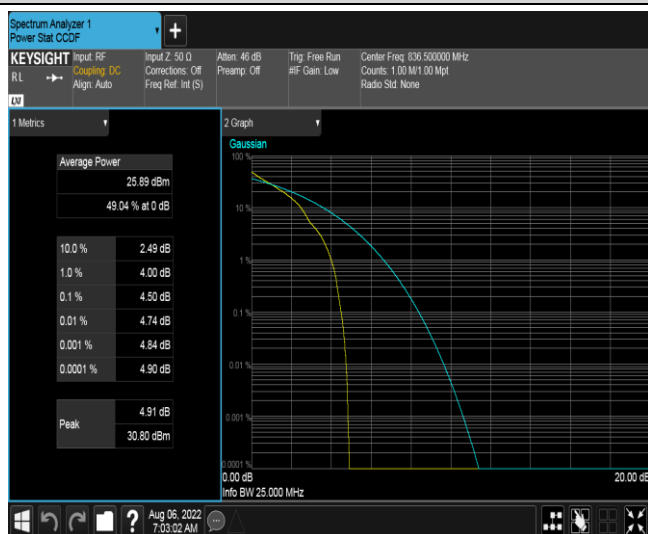 Spectrum Analyzer 1
Power Stat CCDF
KEYSIGHT
R L
LXI
Input: RF
Coupling: DC
Align: Auto
Input Z: 50 Ω
Corrections: Off
Freq Ref: Int (S)
Atten: 46 dB
Preamp: Off
Trig: Free Run
#IF Gain: Low
Center Freq: 836.500000 MHz
Counts: 1.00 M/1.00 Mpt
Radio Std: None
1 Metrics
Average Power
25.89 dBm
49.04 % at 0 dB
10.0 % 2.49 dB
1.0 % 4.00 dB
0.1 % 4.50 dB
0.01 % 4.74 dB
0.001 % 4.84 dB
0.0001 % 4.90 dB
Peak
4.91 dB
30.80 dBm
2 Graph
Gaussian
100 %
10 %
1 %
0.1 %
0.01 %
0.001 %
0.0001 %
0.00 dB 20.00 dB
Info BW 25.000 MHz
Aug 06, 2022
7:03:02 AM